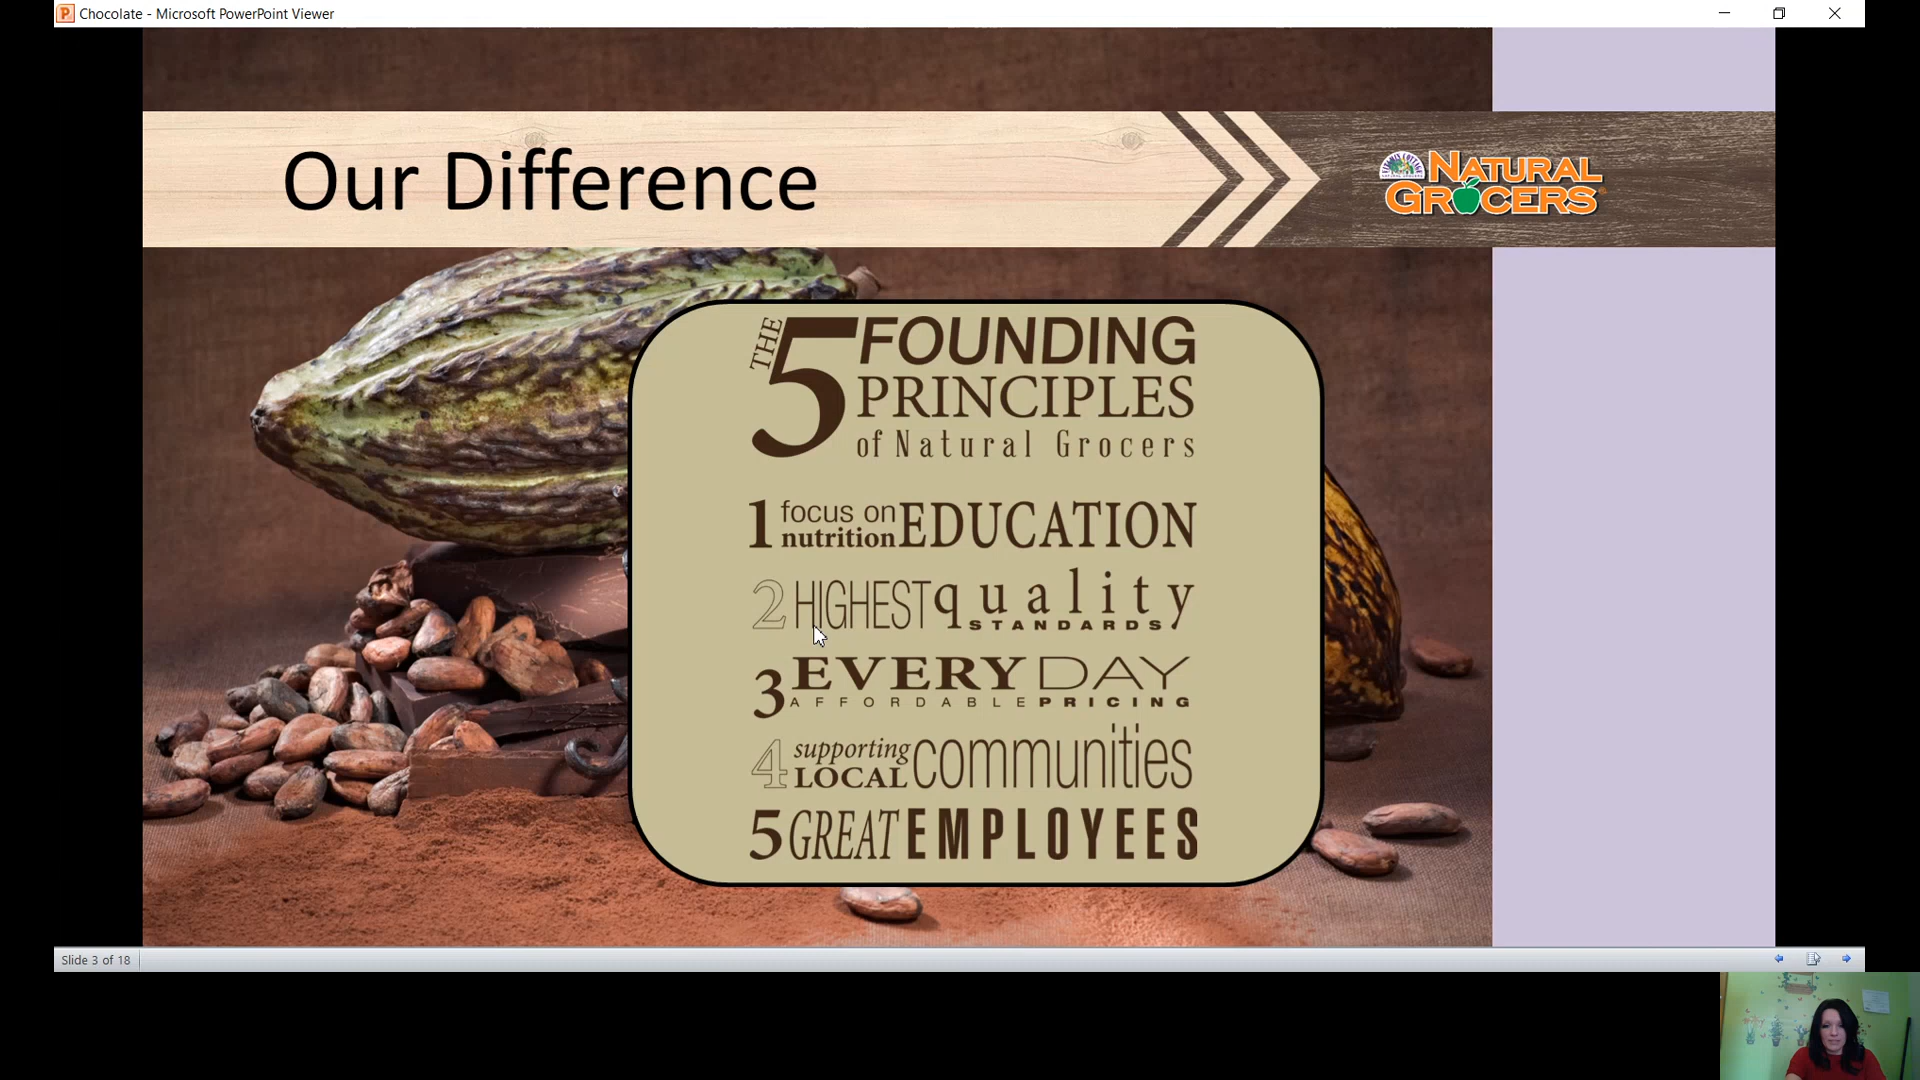 Chocolate - Microsoft PowerPoint Viewer
Our Difference
NATURAL
GROCERS
THE 5 FOUNDING
PRINCIPLES
of Natural Grocers
1 focus on nutrition EDUCATION
2 HIGHEST quality STANDARDS
3 EVERYDAY AFFORDABLE PRICING
4 supporting LOCAL communities
5 GREAT EMPLOYEES
Slide 3 of 18